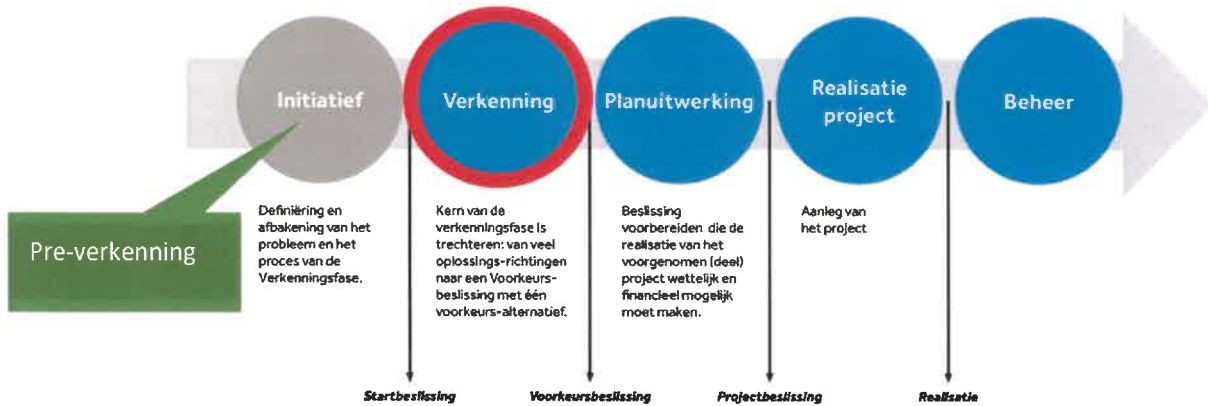 Initiatief
Verkenning
Planuitwerking
Realisatie
project
Beheer
Pre-verkenning
Definiëring en
afbakening van het
probleem en het
proces van de
Verkenningsfase.
Kern van de
verkenningsfase is
trechteren: van veel
oplossings-richtingen
naar een Voorkeurs-
beslissing met één
voorkeurs-alternatief.
Beslissing
voorbereiden die de
realisatie van het
voorgenomen (deel)
project wettelijk en
financieel mogelijk
moet maken.
Aanleg van
het project
Startbeslissing
Voorkeursbeslissing
Projectbeslissing
Realisatie